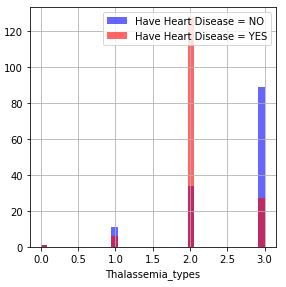 Have Heart Disease = NO
Have Heart Disease = YES
120
100
80
60
40
20
0
0.0 0.5 1.0 1.5 2.0 2.5 3.0
Thalassemia_types